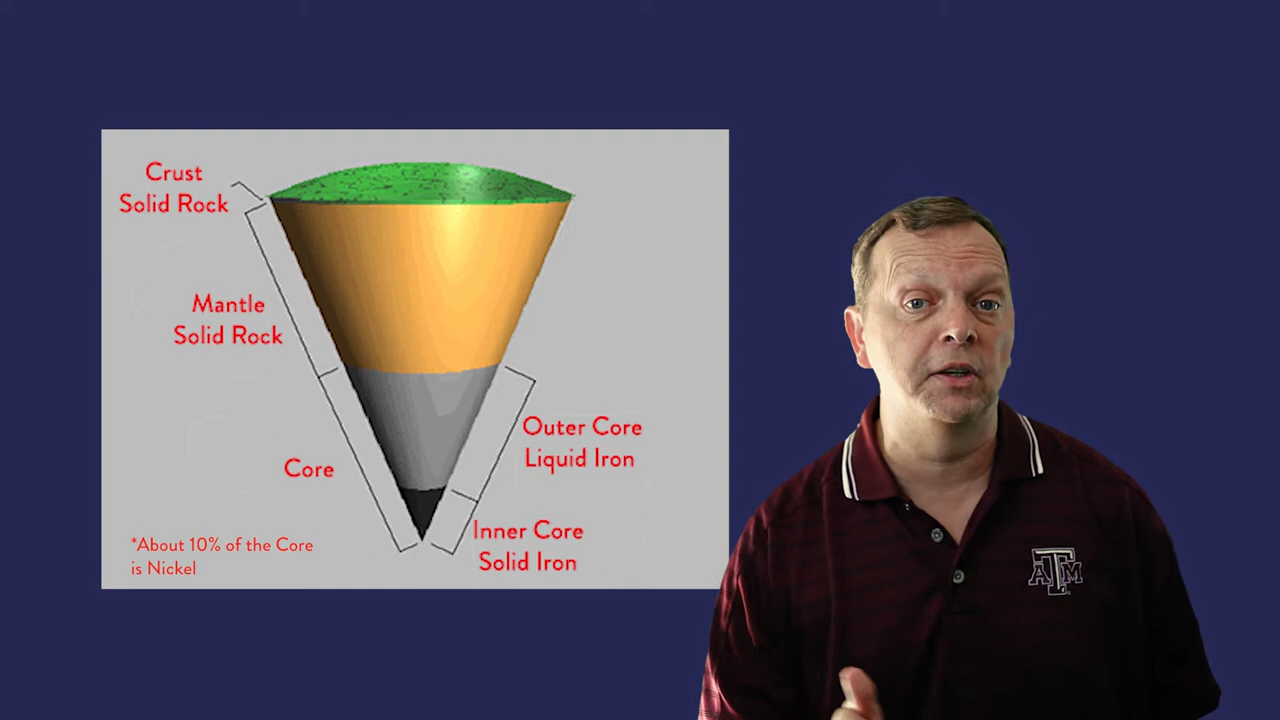 Crust
Solid Rock
Mantle
Solid Rock
Core
Outer Core
Liquid Iron
Inner Core
Solid Iron
*About 10% of the Core
is Nickel
ATM